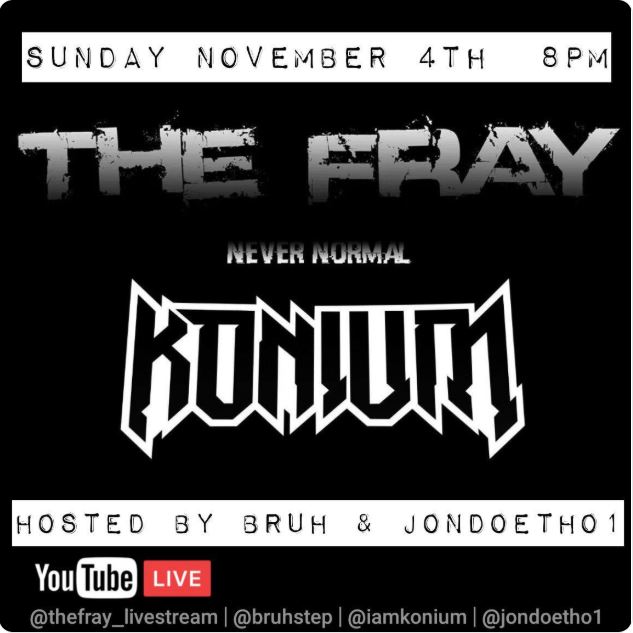 SUNDAY NOVEMBER 4TH 8PM
THE FRAY
NEVER NORMAL
KONIUM
HOSTED BY BRUH & JONDOETHO1
YouTube LIVE
@thefray_livestream | @bruhstep | @iamkonium | @jondoetho1